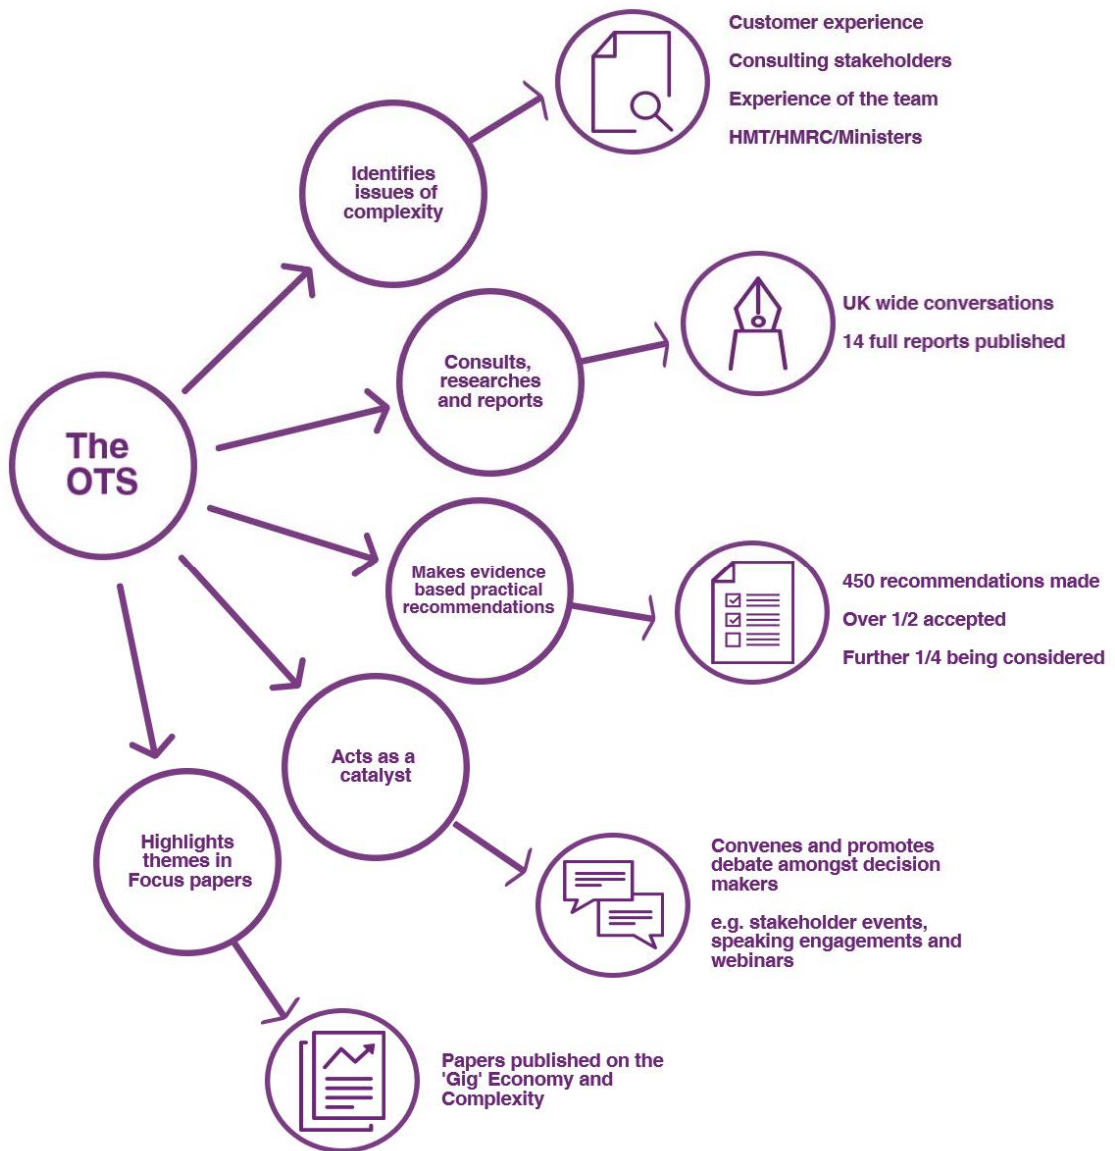 The
OTS
Identifies
issues of
complexity
Customer experience
Consulting stakeholders
Experience of the team
HMT/HMRC/Ministers
Consults,
researches
and reports
UK wide conversations
14 full reports published
Makes evidence
based practical
recommendations
450 recommendations made
Over 1/2 accepted
Further 1/4 being considered
Acts as a
catalyst
Convenes and promotes
debate amongst decision
makers
e.g. stakeholder events,
speaking engagements and
webinars
Highlights
themes in
Focus papers
Papers published on the
'Gig' Economy and
Complexity